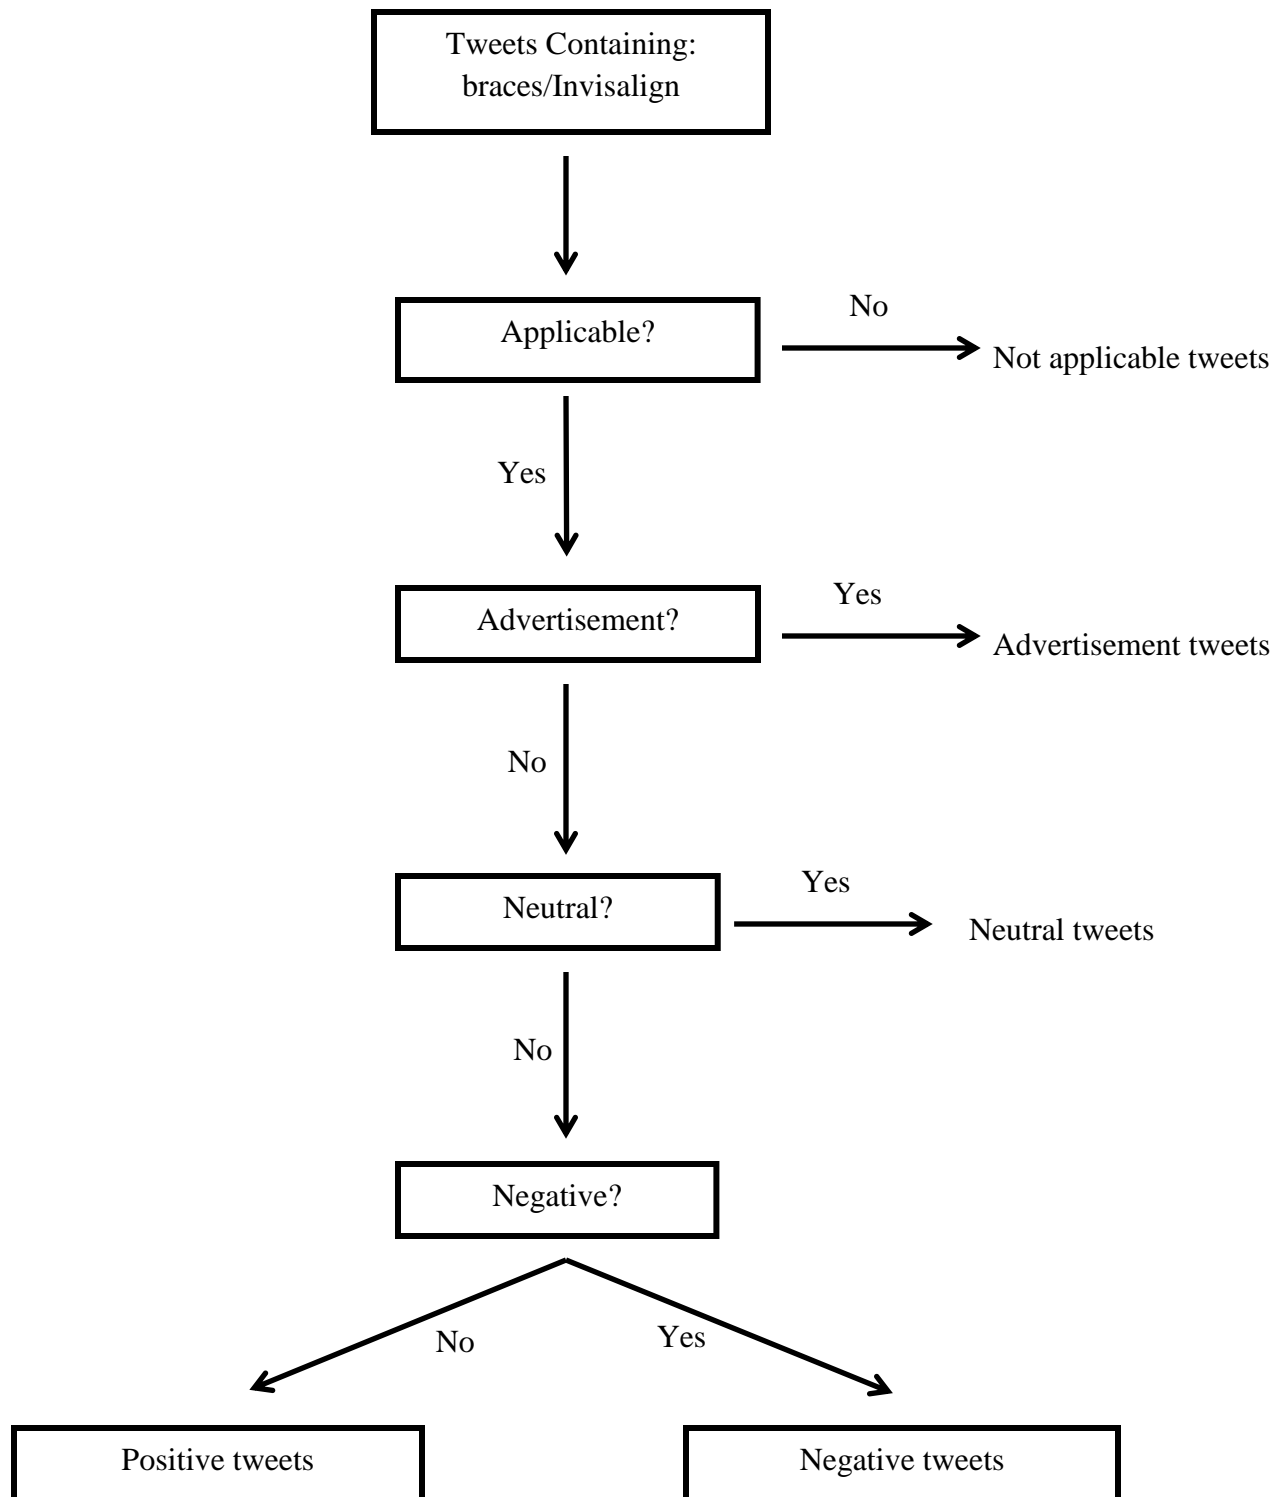 Tweets Containing:
braces/Invisalign
Applicable?
No
Not applicable tweets
Yes
Advertisement?
Yes
Advertisement tweets
No
Neutral?
Yes
Neutral tweets
No
Negative?
No
Yes
Positive tweets
Negative tweets